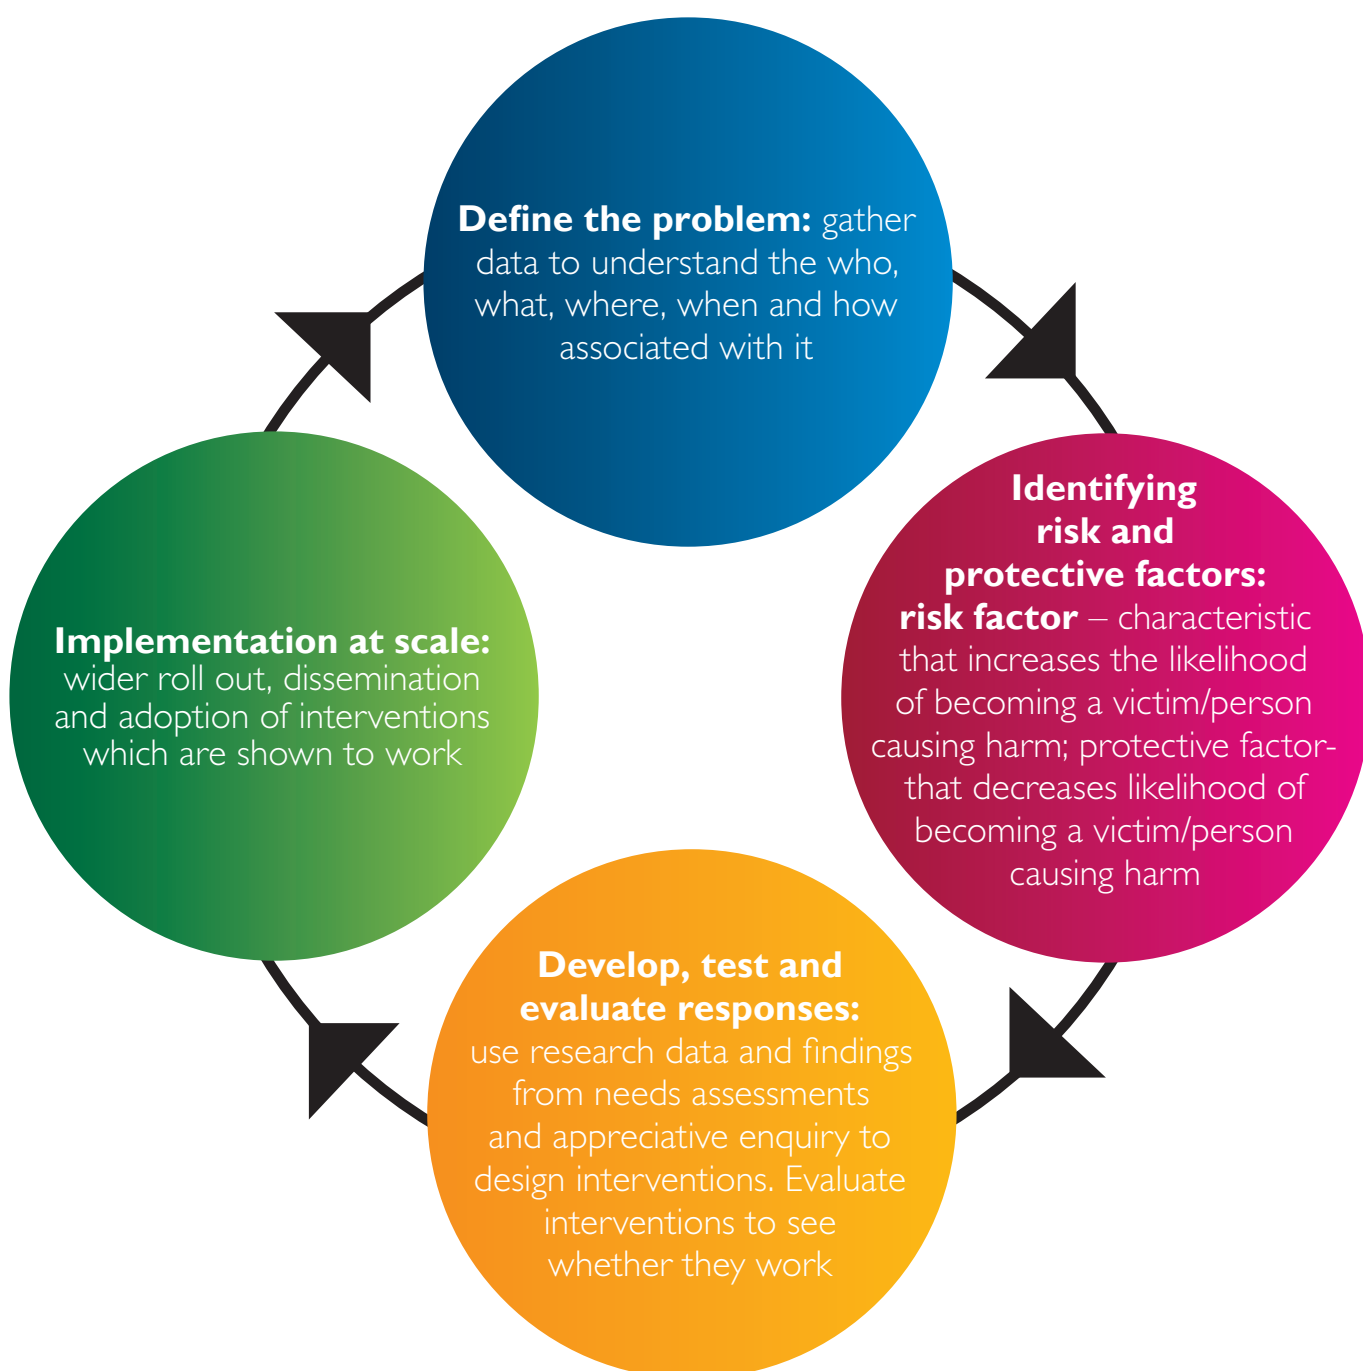 Define the problem: gather
data to understand the who,
what, where, when and how
associated with it
Identifying
risk and
protective factors:
risk factor – characteristic
that increases the likelihood
of becoming a victim/person
causing harm; protective factor-
that decreases likelihood of
becoming a victim/person
causing harm
Develop, test and
evaluate responses:
use research data and findings
from needs assessments
and appreciative enquiry to
design interventions. Evaluate
interventions to see
whether they work
Implementation at scale:
wider roll out, dissemination
and adoption of interventions
which are shown to work